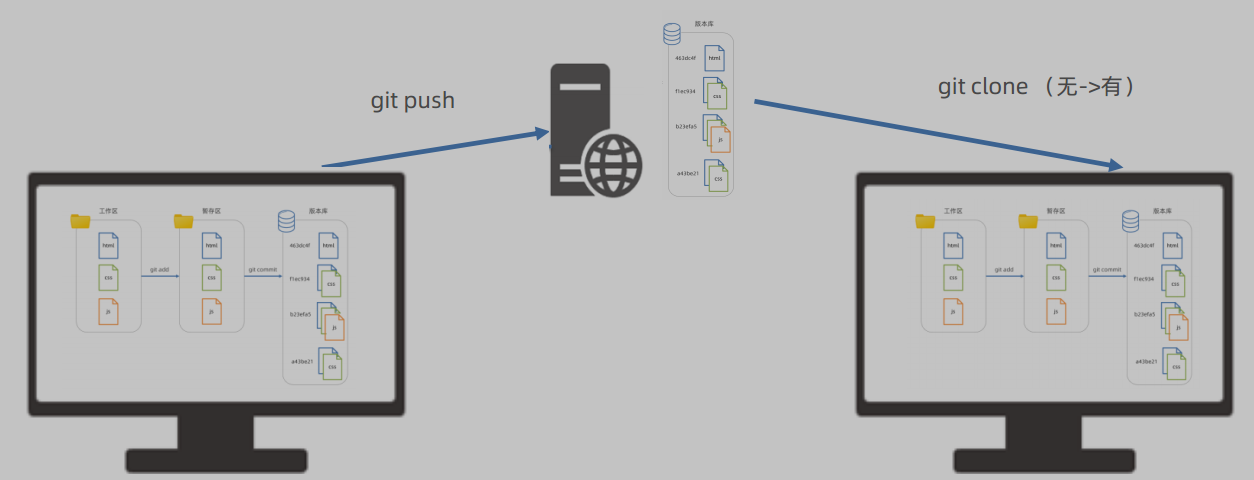 版本库
463dc4f
html
f1ec934
css
b23efa5
js
a43be21
css
git push
git clone （无->有）
工作区
html
css
js
git add
暂存区
html
css
js
git commit
版本库
463dc4f
html
f1ec934
css
b23efa5
js
a43be21
css
工作区
html
css
js
git add
暂存区
html
css
js
git commit
版本库
463dc4f
html
f1ec934
css
b23efa5
js
a43be21
css